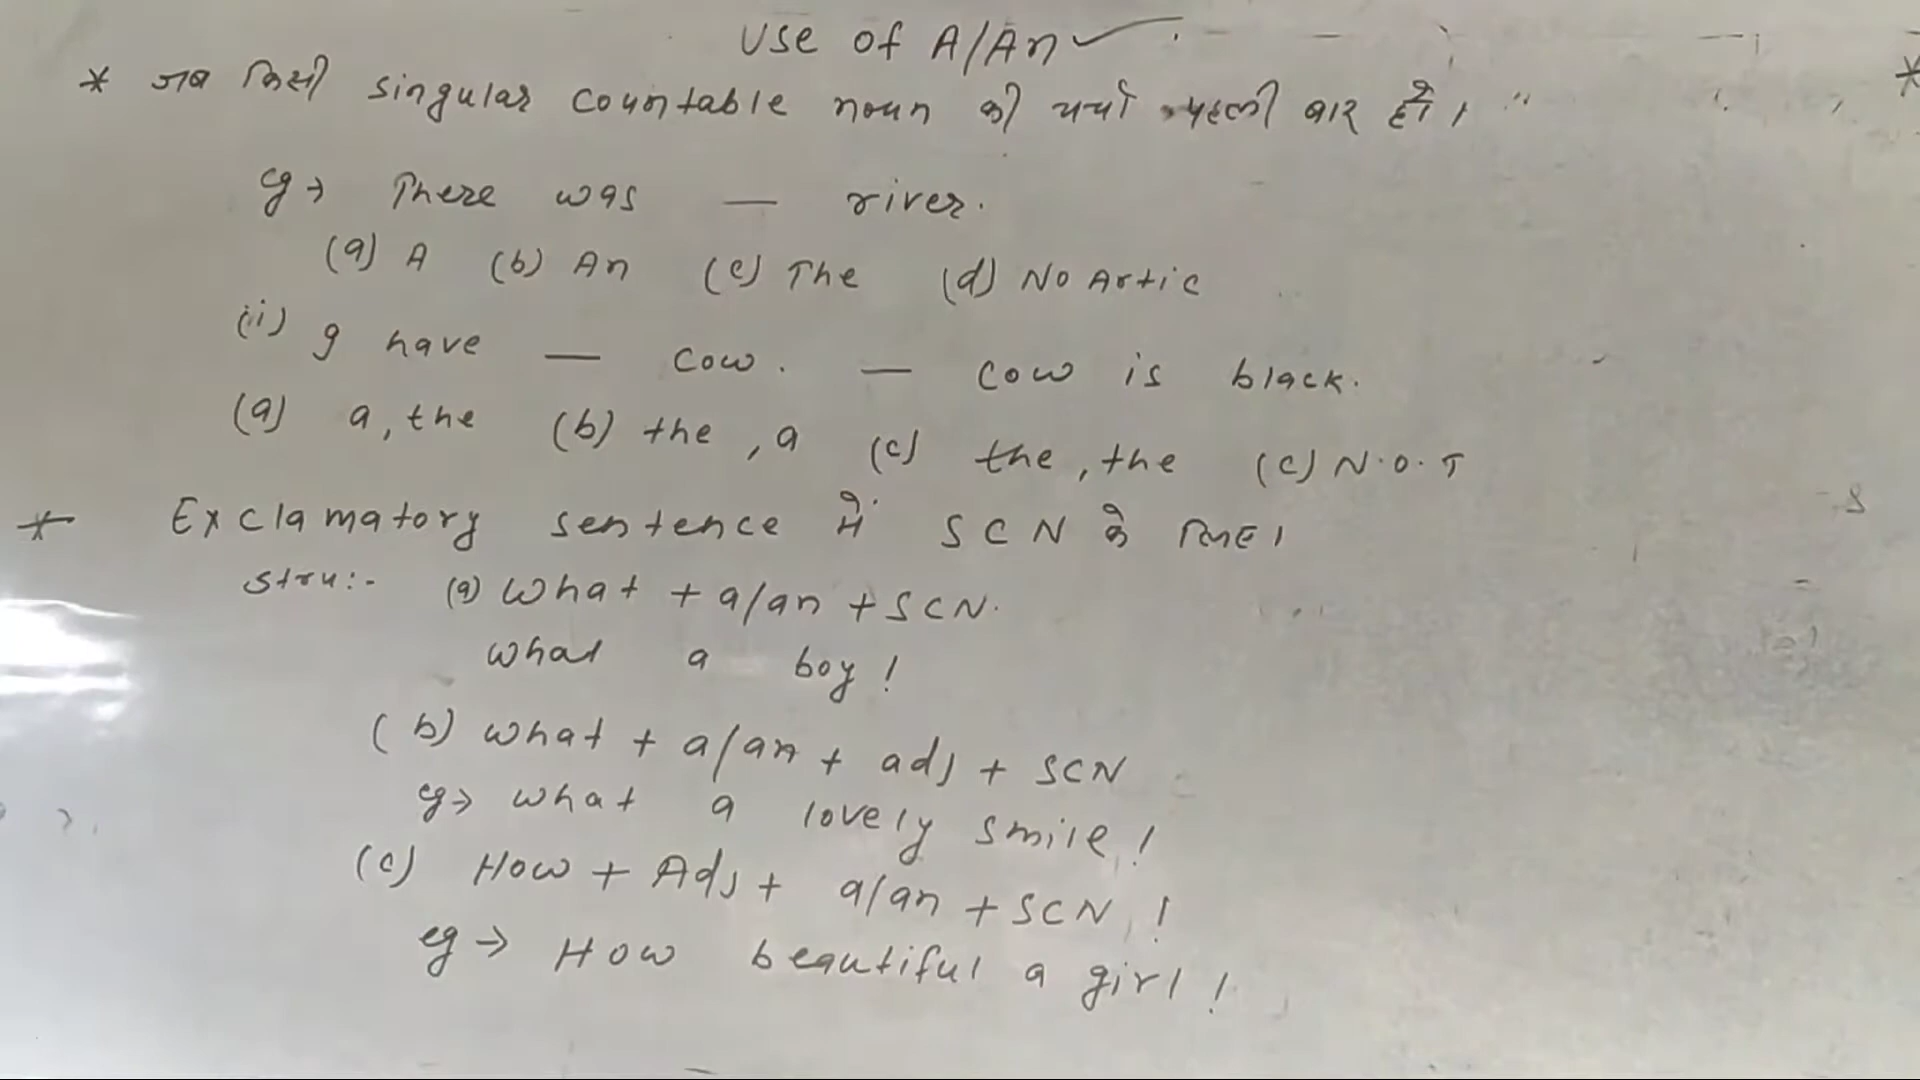 Use of A/An
* जब किसी singular countable noun की चर्चा पहली बार हो।
eg → There was — river.
(a) A (b) An (c) The (d) No Artic
(ii) I have — cow. — cow is black.
(a) a, the (b) the, a (c) the, the (c) N.O.T
* Exclamatory sentence में SCN के लिए।
Stru:- (a) What + a/an + SCN.
What a boy!
(b) what + a/an + adj + SCN
eg → what a lovely smile!
(c) How + Adj + a/an + SCN!
eg → How beautiful a girl!